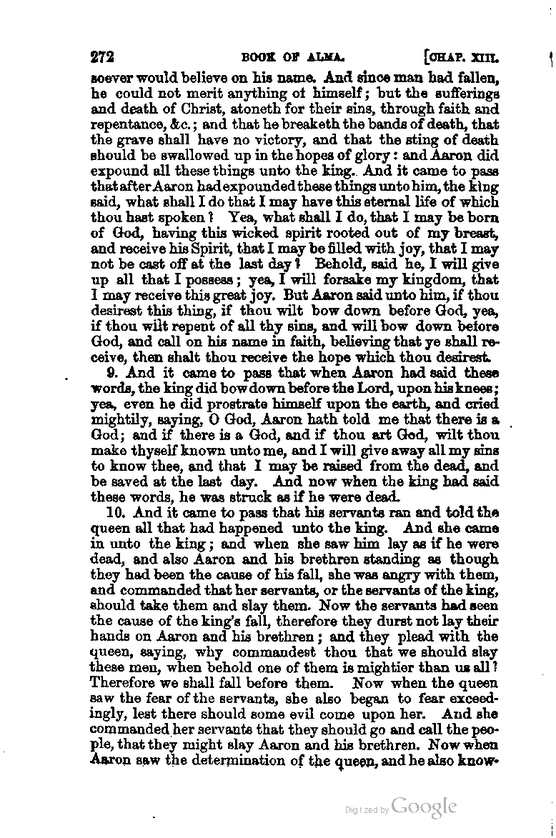 272 BOOK OF ALMA. [CHAP. XIII.
soever would believe on his name. And since man had fallen,
he could not merit anything of himself; but the sufferings
and death of Christ, atoneth for their sins, through faith and
repentance, &c.; and that he breaketh the bands of death, that
the grave shall have no victory, and that the sting of death
should be swallowed up in the hopes of glory: and Aaron did
expound all these things unto the king. And it came to pass
that after Aaron had expounded these things unto him, the king
said, what shall I do that I may have this eternal life of which
thou hast spoken? Yea, what shall I do, that I may be born
of God, having this wicked spirit rooted out of my breast,
and receive his Spirit, that I may be filled with joy, that I may
not be cast off at the last day? Behold, said he, I will give
up all that I possess; yea, I will forsake my kingdom, that
I may receive this great joy. But Aaron said unto him, if thou
desirest this thing, if thou wilt bow down before God, yea,
if thou wilt repent of all thy sins, and will bow down before
God, and call on his name in faith, believing that ye shall re-
ceive, then shalt thou receive the hope which thou desirest.
9. And it came to pass that when Aaron had said these
words, the king did bow down before the Lord, upon his knees;
yea, even he did prostrate himself upon the earth, and cried
mightily, saying, O God, Aaron hath told me that there is a
God; and if there is a God, and if thou art God, wilt thou
make thyself known unto me, and I will give away all my sins
to know thee, and that I may be raised from the dead, and
be saved at the last day. And now when the king had said
these words, he was struck as if he were dead.
10. And it came to pass that his servants ran and told the
queen all that had happened unto the king. And she came
in unto the king; and when she saw him lay as if he were
dead, and also Aaron and his brethren standing as though
they had been the cause of his fall, she was angry with them,
and commanded that her servants, or the servants of the king,
should take them and slay them. Now the servants had seen
the cause of the king's fall, therefore they durst not lay their
hands on Aaron and his brethren; and they plead with the
queen, saying, why commandest thou that we should slay
these men, when behold one of them is mightier than us all?
Therefore we shall fall before them. Now when the queen
saw the fear of the servants, she also began to fear exceed-
ingly, lest there should some evil come upon her. And she
commanded her servants that they should go and call the peo-
ple, that they might slay Aaron and his brethren. Now when
Aaron saw the determination of the queen, and he also know-
Digitized by Google